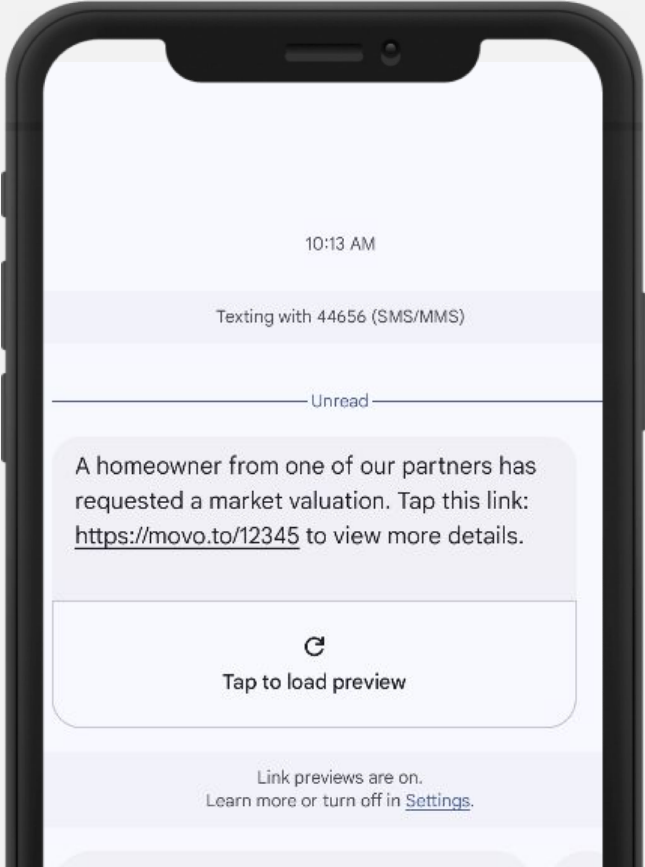 10:13 AM
Texting with 44656 (SMS/MMS)
Unread
A homeowner from one of our partners has
requested a market valuation. Tap this link:
https://movo.to/12345 to view more details.
Tap to load preview
Link previews are on.
Learn more or turn off in Settings.